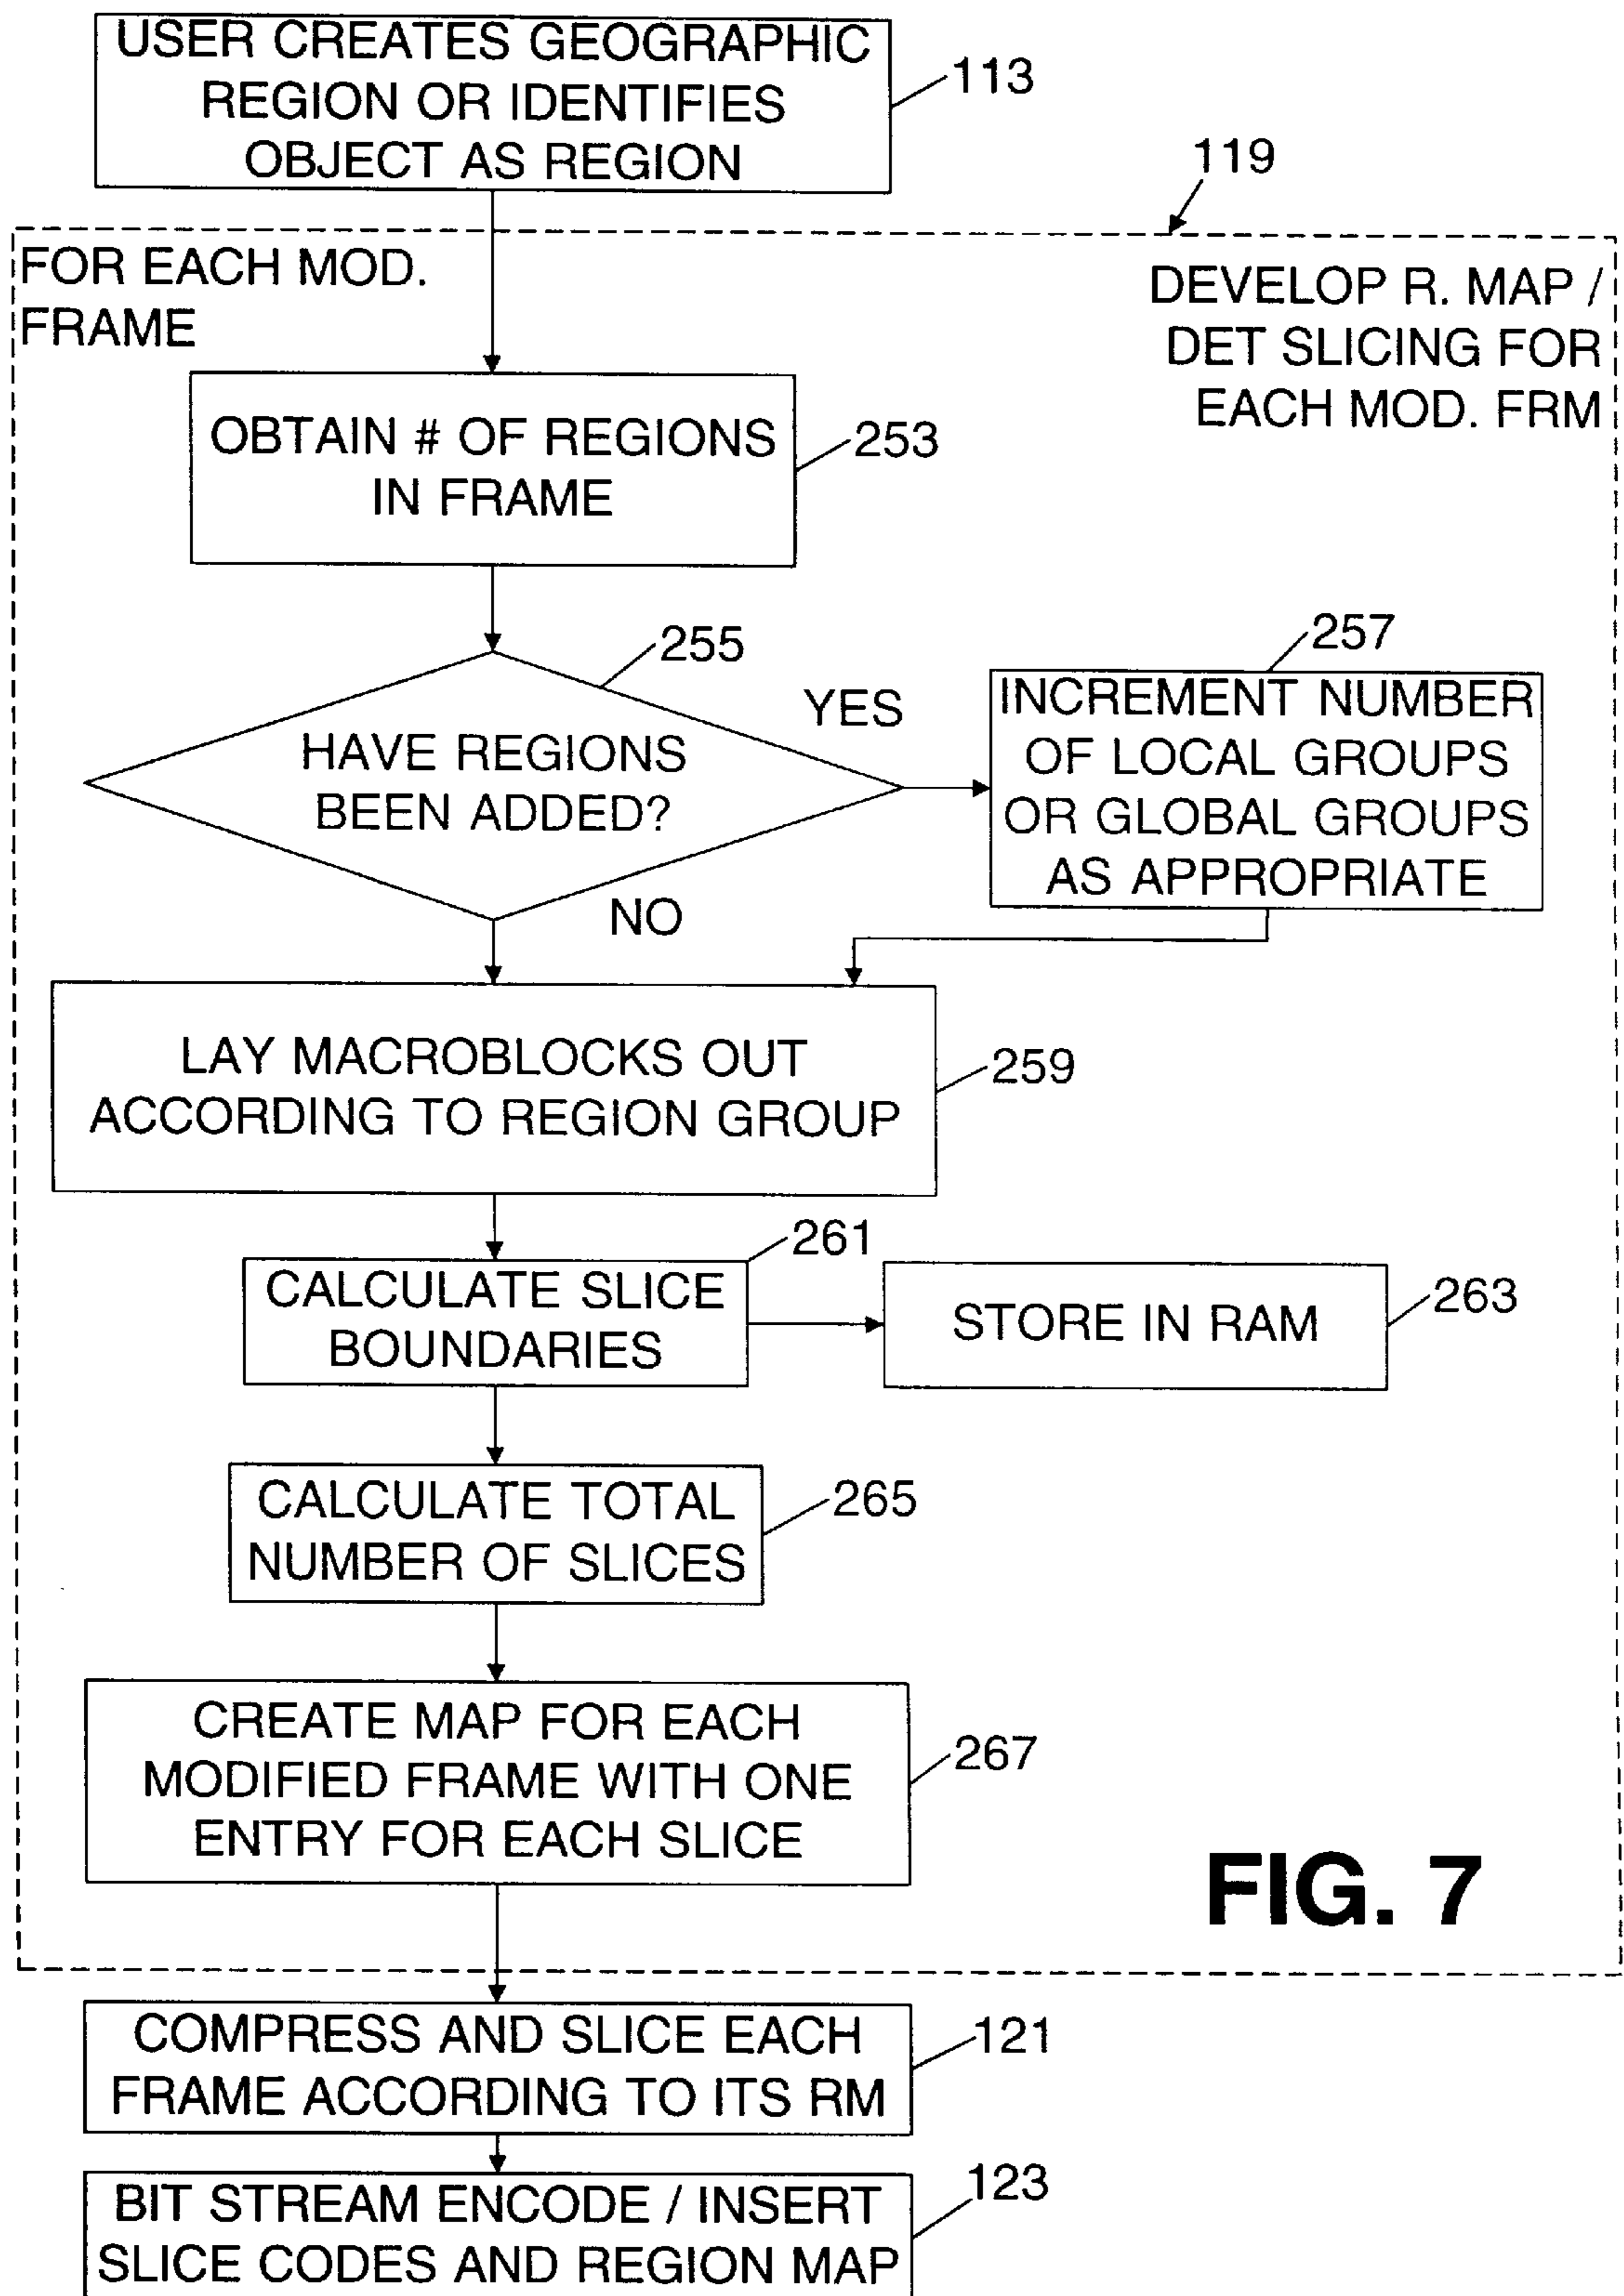 USER CREATES GEOGRAPHIC
REGION OR IDENTIFIES
OBJECT AS REGION
113
119
FOR EACH MOD.
FRAME
DEVELOP R. MAP /
DET SLICING FOR
EACH MOD. FRM
OBTAIN # OF REGIONS
IN FRAME
253
255
HAVE REGIONS
BEEN ADDED?
YES
NO
257
INCREMENT NUMBER
OF LOCAL GROUPS
OR GLOBAL GROUPS
AS APPROPRIATE
LAY MACROBLOCKS OUT
ACCORDING TO REGION GROUP
259
CALCULATE SLICE
BOUNDARIES
261
STORE IN RAM
263
CALCULATE TOTAL
NUMBER OF SLICES
265
CREATE MAP FOR EACH
MODIFIED FRAME WITH ONE
ENTRY FOR EACH SLICE
267
FIG. 7
COMPRESS AND SLICE EACH
FRAME ACCORDING TO ITS RM
121
BIT STREAM ENCODE / INSERT
SLICE CODES AND REGION MAP
123